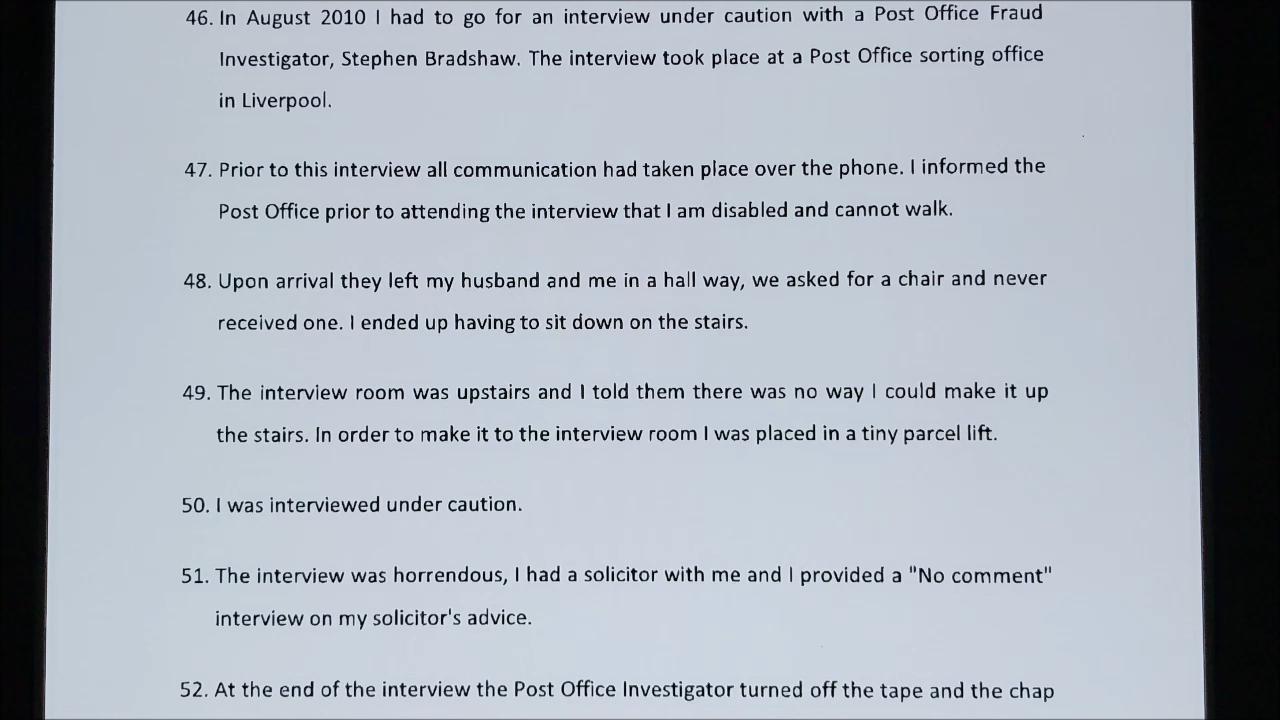 46. In August 2010 I had to go for an interview under caution with a Post Office Fraud
Investigator, Stephen Bradshaw. The interview took place at a Post Office sorting office
in Liverpool.
47. Prior to this interview all communication had taken place over the phone. I informed the
Post Office prior to attending the interview that I am disabled and cannot walk.
48. Upon arrival they left my husband and me in a hall way, we asked for a chair and never
received one. I ended up having to sit down on the stairs.
49. The interview room was upstairs and I told them there was no way I could make it up
the stairs. In order to make it to the interview room I was placed in a tiny parcel lift.
50. I was interviewed under caution.
51. The interview was horrendous, I had a solicitor with me and I provided a "No comment"
interview on my solicitor's advice.
52. At the end of the interview the Post Office Investigator turned off the tape and the chap